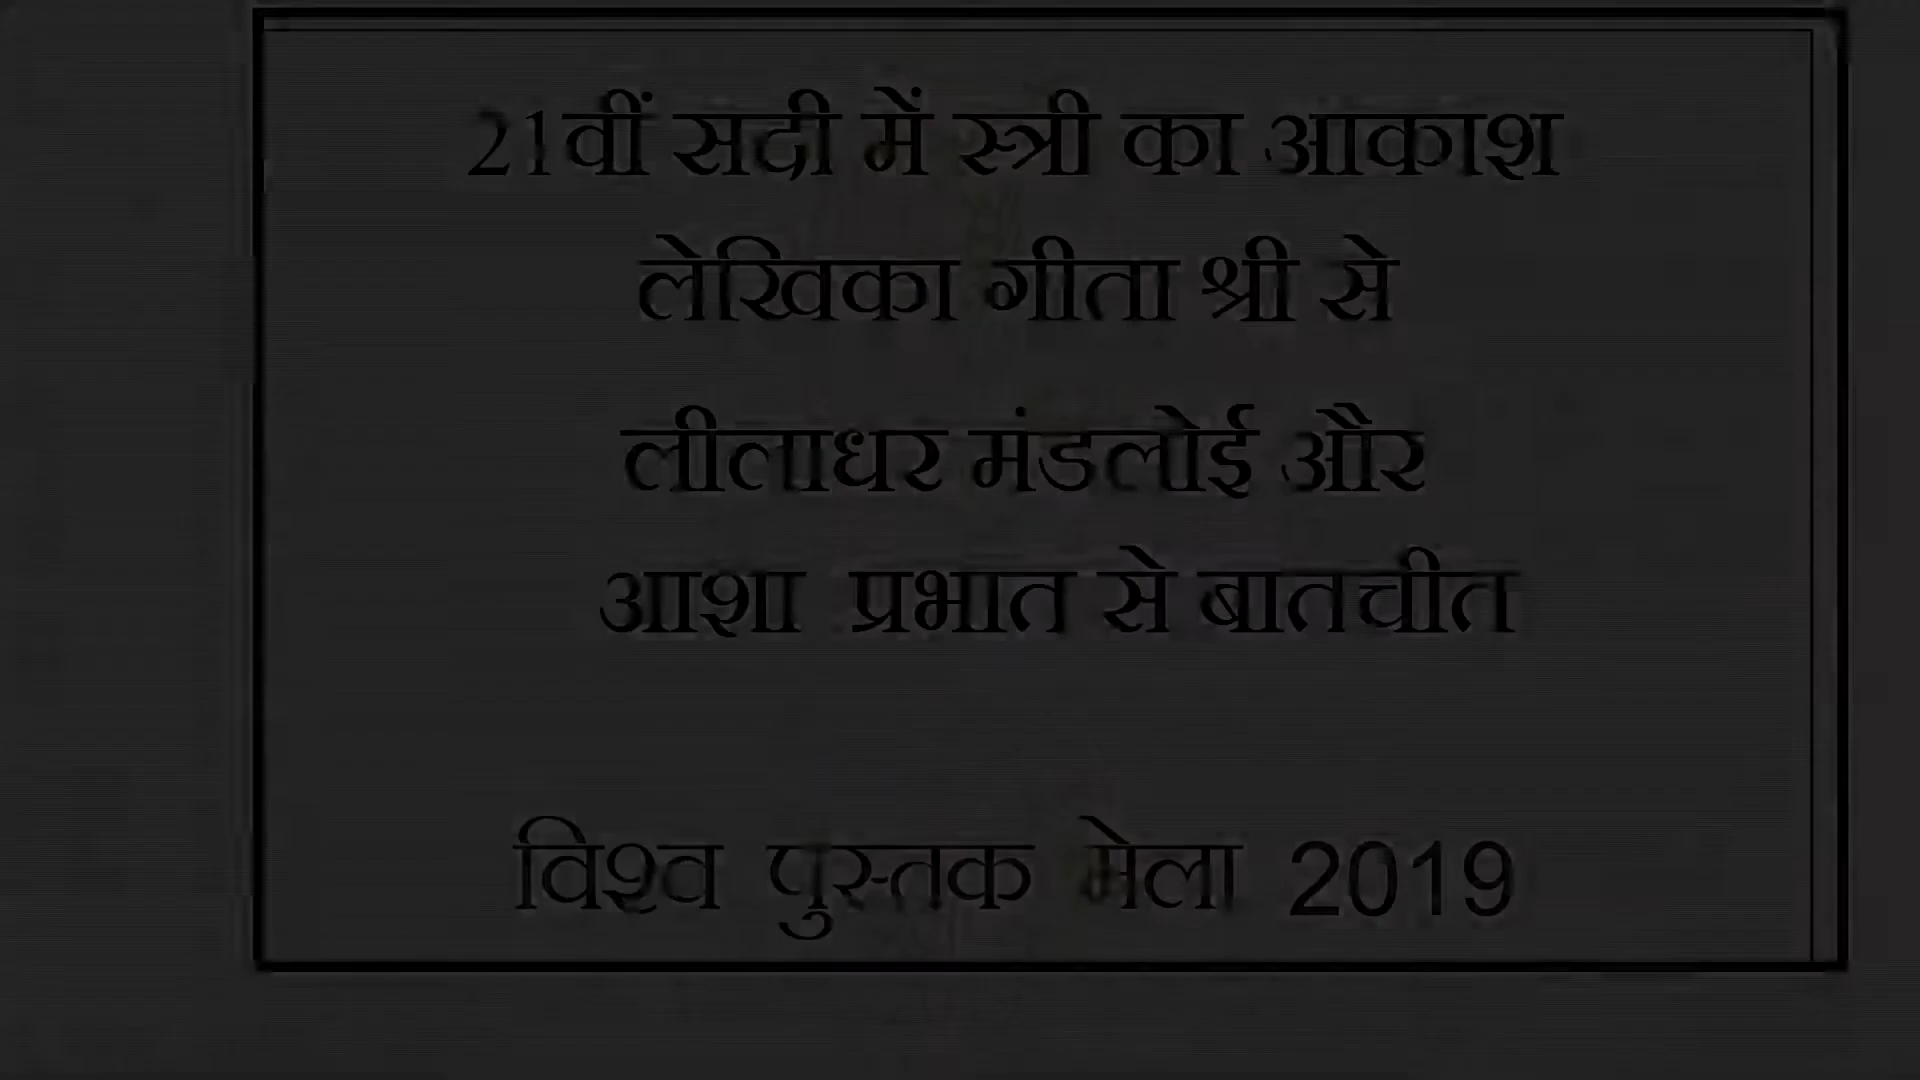 21वीं सदी में स्त्री का आकाश
लेखिका गीता श्री से
लीलाधर मंडलोई और
आशा प्रभात से बातचीत
विश्व पुस्तक मेला 2019